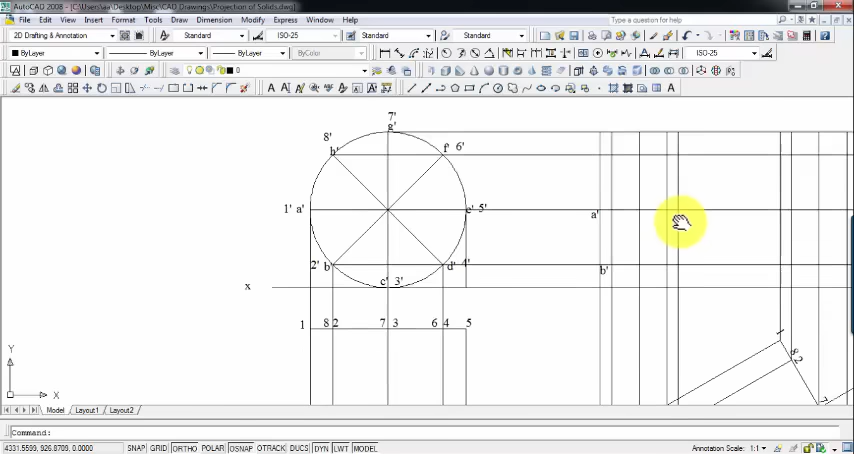 AutoCAD 2008 - [C:\Users\aa\Desktop\Misc\CAD Drawings\Projection of Solids.dwg]
File Edit View Insert Format Tools Draw Dimension Modify Express Window Help
Type a question for help
2D Drafting & Annotation Standard ISO-25 Standard Standard
ByLayer ByLayer ByLayer ByColor ISO-25
0
7'
g'
8'
h'
f' 6'
1' a'
e' 5'
a'
2' b'
d' 4'
b'
c' 3'
x
1 8 2 7 3 6 4 5
8 2
Y
X
Model Layout1 Layout2
Command:
4331.5599, 926.8709, 0.0000 SNAP GRID ORTHO POLAR OSNAP OTRACK DUCS DYN LWT MODEL Annotation Scale: 1:1